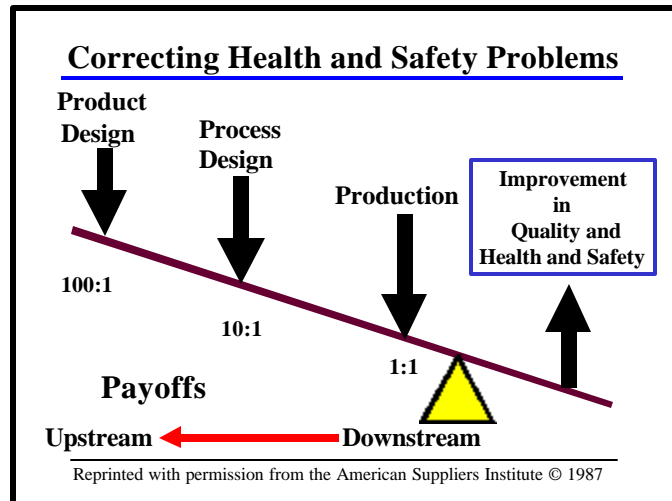 Correcting Health and Safety Problems
Product
Design
Process
Design
Production
Improvement
in
Quality and
Health and Safety
100:1
10:1
1:1
Payoffs
Upstream
Downstream
Reprinted with permission from the American Suppliers Institute © 1987